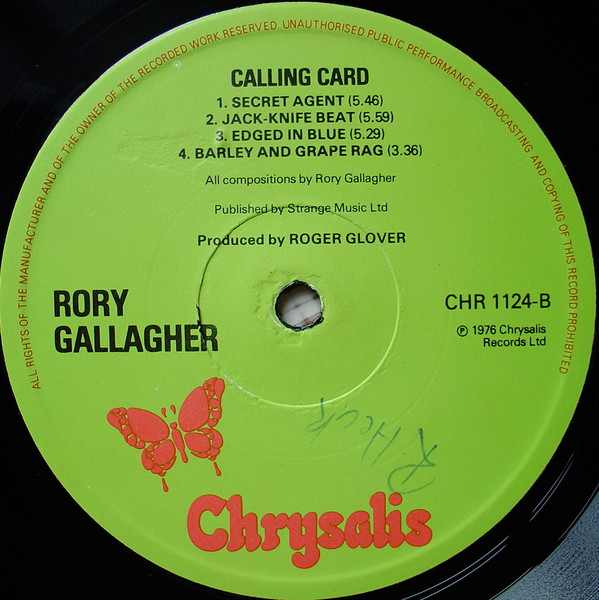 ALL RIGHTS OF THE MANUFACTURER AND OF THE OWNER OF THE RECORDED WORK RESERVED. UNAUTHORISED PUBLIC PERFORMANCE BROADCASTING AND COPYING OF THIS RECORD PROHIBITED
CALLING CARD
1. SECRET AGENT (5.46)
2. JACK-KNIFE BEAT (5.59)
3. EDGED IN BLUE (5.29)
4. BARLEY AND GRAPE RAG (3.36)
All compositions by Rory Gallagher
Published by Strange Music Ltd
Produced by ROGER GLOVER
RORY
GALLAGHER
CHR 1124-B
Ⓟ 1976 Chrysalis
Records Ltd
Chrysalis